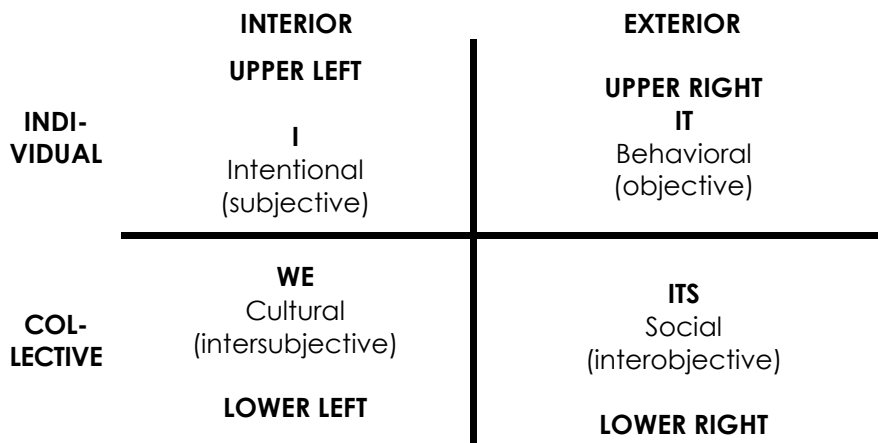 INTERIOR
EXTERIOR
UPPER LEFT
UPPER RIGHT
INDI-
VIDUAL
I
Intentional
(subjective)
IT
Behavioral
(objective)
COL-
LECTIVE
WE
Cultural
(intersubjective)
LOWER LEFT
ITS
Social
(interobjective)
LOWER RIGHT